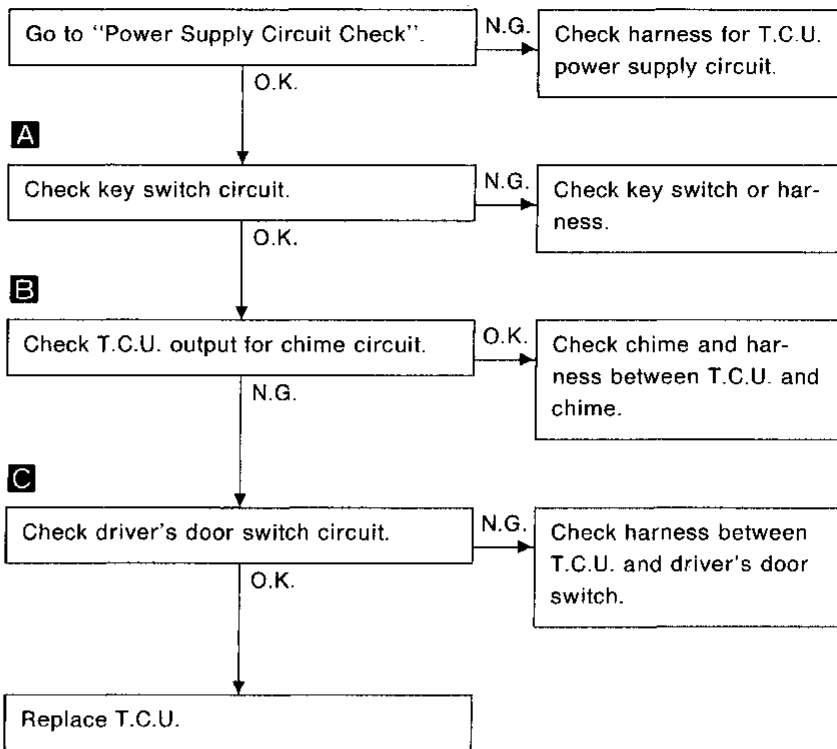 Go to "Power Supply Circuit Check".
N.G.
Check harness for T.C.U.
power supply circuit.
O.K.
A
Check key switch circuit.
N.G.
Check key switch or har-
ness.
O.K.
B
Check T.C.U. output for chime circuit.
O.K.
Check chime and har-
ness between T.C.U. and
chime.
N.G.
C
Check driver's door switch circuit.
N.G.
Check harness between
T.C.U. and driver's door
switch.
O.K.
Replace T.C.U.